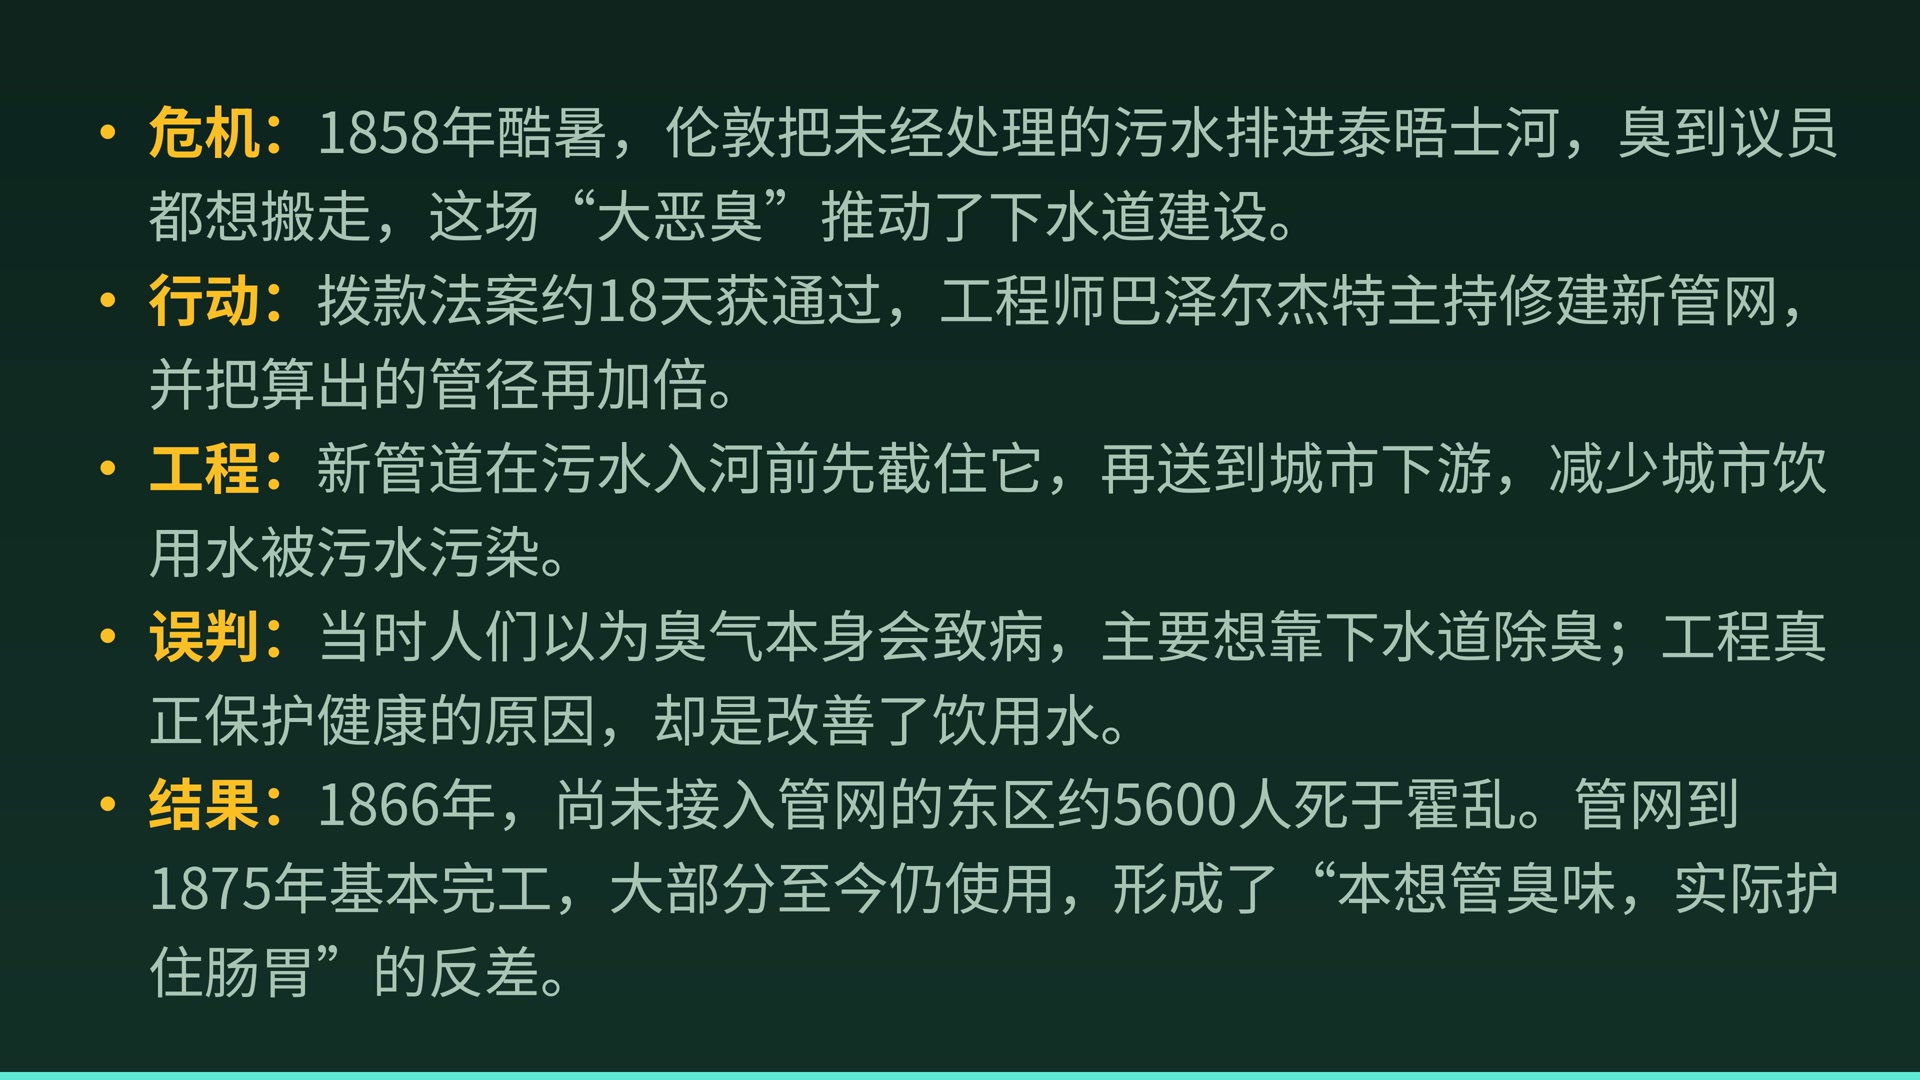 • 危机：1858年酷暑，伦敦把未经处理的污水排进泰晤士河，臭到议员
都想搬走，这场“大恶臭”推动了下水道建设。
• 行动：拨款法案约18天获通过，工程师巴泽尔杰特主持修建新管网，
并把算出的管径再加倍。
• 工程：新管道在污水入河前先截住它，再送到城市下游，减少城市饮
用水被污水污染。
• 误判：当时人们以为臭气本身会致病，主要想靠下水道除臭；工程真
正保护健康的原因，却是改善了饮用水。
• 结果：1866年，尚未接入管网的东区约5600人死于霍乱。管网到
1875年基本完工，大部分至今仍使用，形成了“本想管臭味，实际护
住肠胃”的反差。